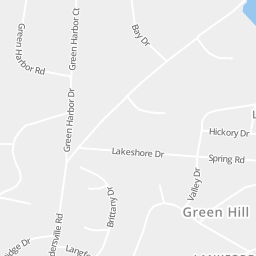 Green Harbor Rd
Green Harbor Ct
Bay Dr
Green Harbor Dr
Hickory Dr
Lakeshore Dr
Spring Rd
Valley Dr
Brittany Dr
Green Hill